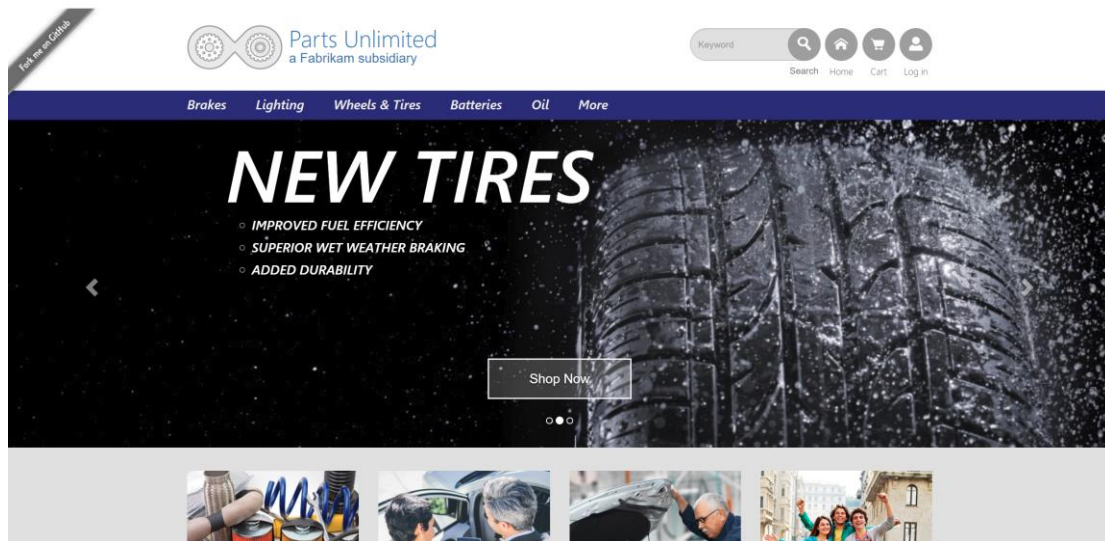 Fork me on GitHub
Parts Unlimited
a Fabrikam subsidiary
Keyword
Search Home Cart Log in
Brakes Lighting Wheels & Tires Batteries Oil More
NEW TIRES
IMPROVED FUEL EFFICIENCY
SUPERIOR WET WEATHER BRAKING
ADDED DURABILITY
Shop Now